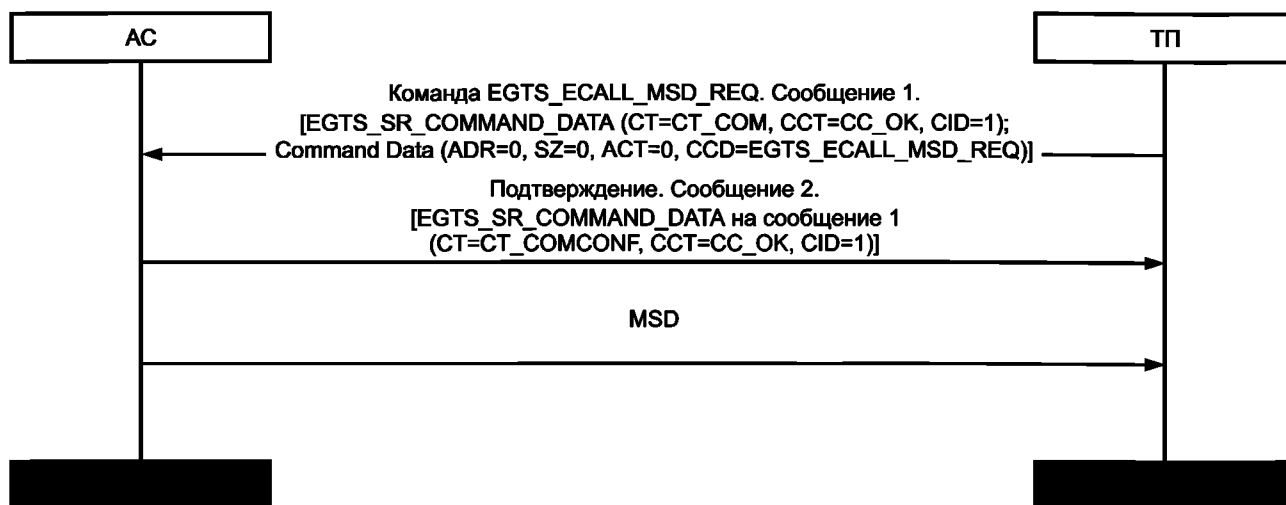 АС
ТП
Команда EGTS_ECALL_MSD_REQ. Сообщение 1.
[EGTS_SR_COMMAND_DATA (CT=CT_COM, CCT=CC_OK, CID=1);
Command Data (ADR=0, SZ=0, ACT=0, CCD=EGTS_ECALL_MSD_REQ)]
Подтверждение. Сообщение 2.
[EGTS_SR_COMMAND_DATA на сообщение 1
(CT=CT_COMCONF, CCT=CC_OK, CID=1)]
MSD